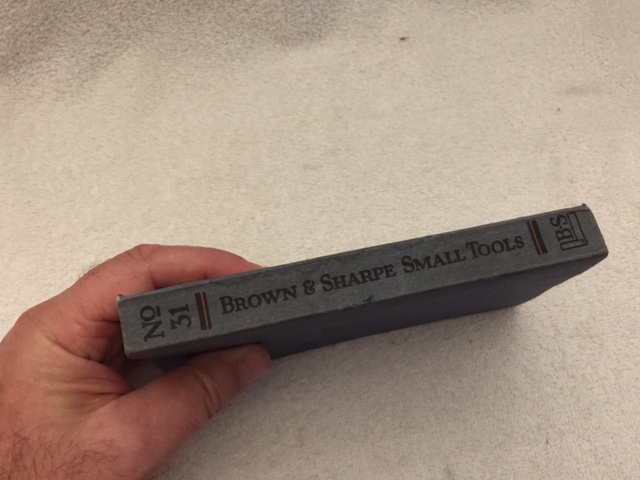 NO
31
BROWN & SHARPE SMALL TOOLS
BS